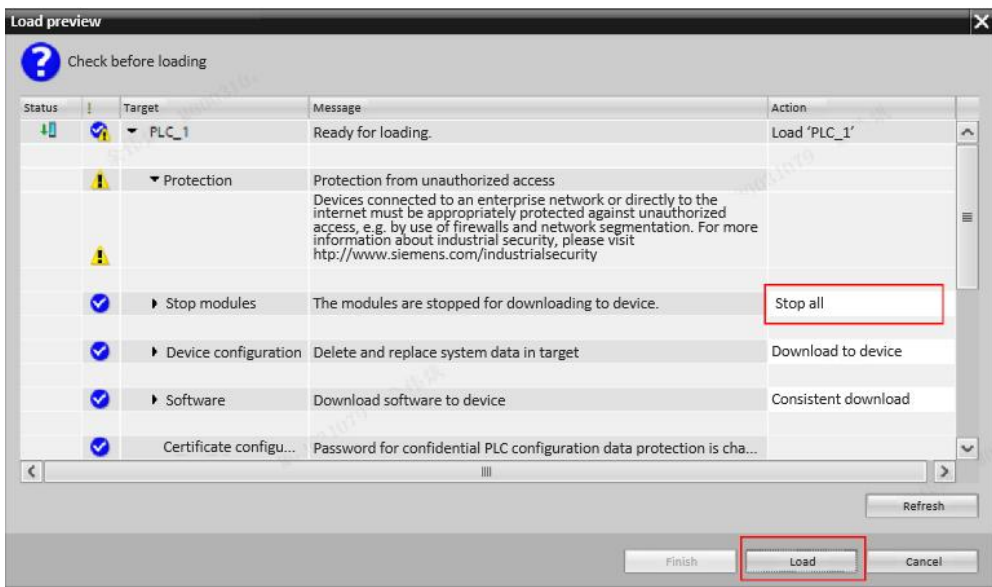 Load preview
Check before loading
Status ! Target Message Action
PLC_1 Ready for loading. Load 'PLC_1'
Protection Protection from unauthorized access
Devices connected to an enterprise network or directly to the
internet must be appropriately protected against unauthorized
access, e.g. by use of firewalls and network segmentation. For more
information about industrial security, please visit
htp://www.siemens.com/industrialsecurity
Stop modules The modules are stopped for downloading to device. Stop all
Device configuration Delete and replace system data in target Download to device
Software Download software to device Consistent download
Certificate configu... Password for confidential PLC configuration data protection is cha...
Refresh
Finish Load Cancel